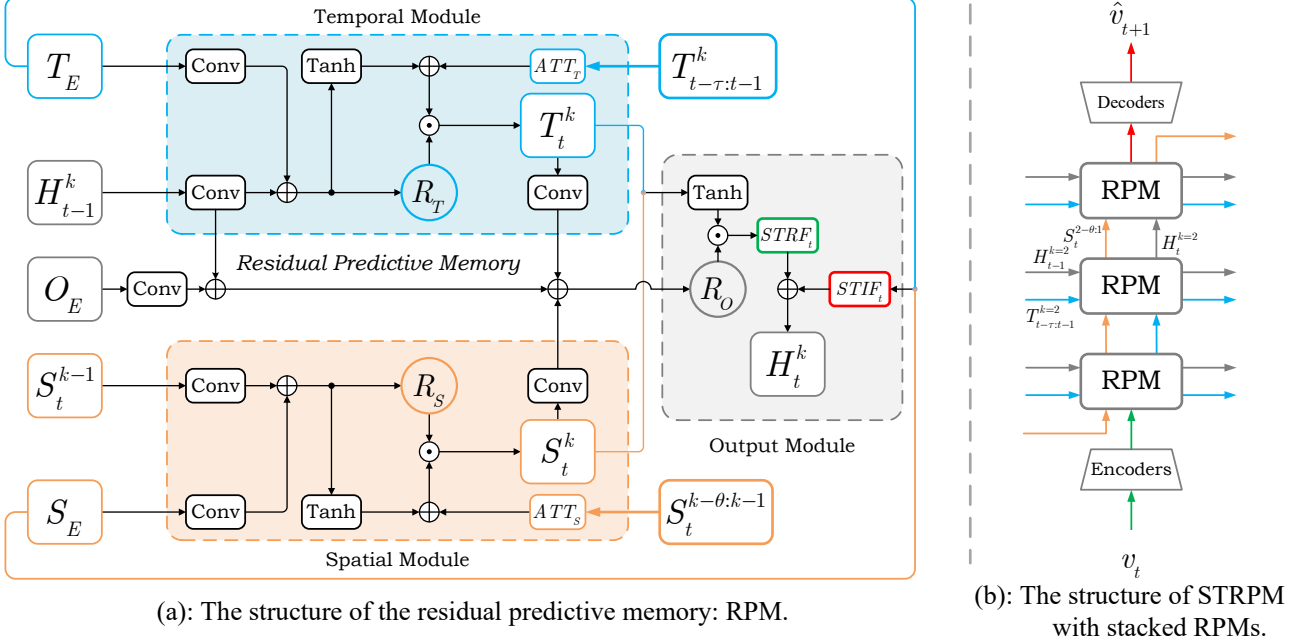 Temporal Module
T_E
Conv
Tanh
ATT_T
T^k_{t−τ:t−1}
T^k_t
H^k_{t−1}
Conv
R_T
Conv
Tanh
STRF_t
Residual Predictive Memory
O_E
Conv
R_O
STIF_t
H^k_t
S^{k−1}_t
Conv
R_S
Conv
S^k_t
Output Module
S_E
Conv
Tanh
ATT_S
S^{k−θ:k−1}_t
Spatial Module
(a): The structure of the residual predictive memory: RPM.
v̂_{t+1}
Decoders
RPM
S^{2−θ:1}_t
H^{k=2}_t
H^{k=2}_{t−1}
RPM
T^{k=2}_{t−τ:t−1}
RPM
Encoders
v_t
(b): The structure of STRPM
with stacked RPMs.